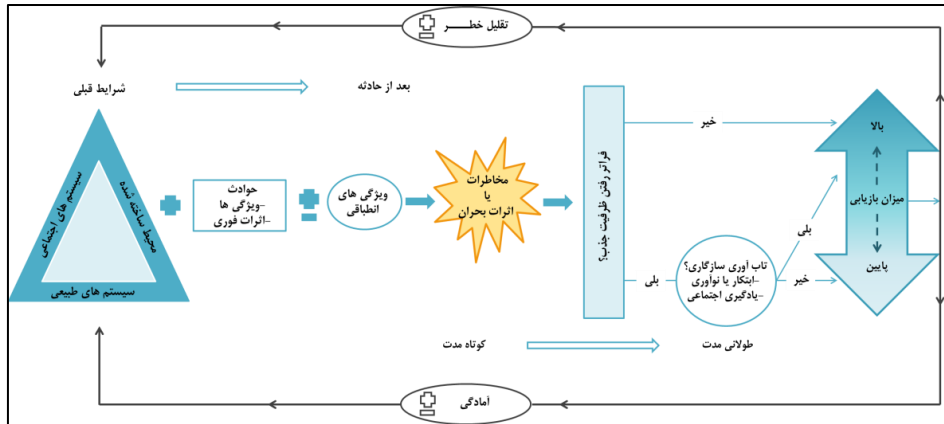 تقلیل خطـــر
شرایط قبلی
بعد از حادثه
سیستم های اجتماعی
محیط ساخته شده
سیستم های طبیعی
حوادث
-ویژگی ها
-اثرات فوری
ویژگی های
انطباقی
مخاطرات
یا
اثرات بحران
فراتر رفتن ظرفیت جذب؟
خیر
بلی
تاب آوری سازگاری؟
-ابتکار یا نوآوری
-یادگیری اجتماعی
بلی
خیر
بالا
میزان بازیابی
پایین
کوتاه مدت
طولانی مدت
آمادگی